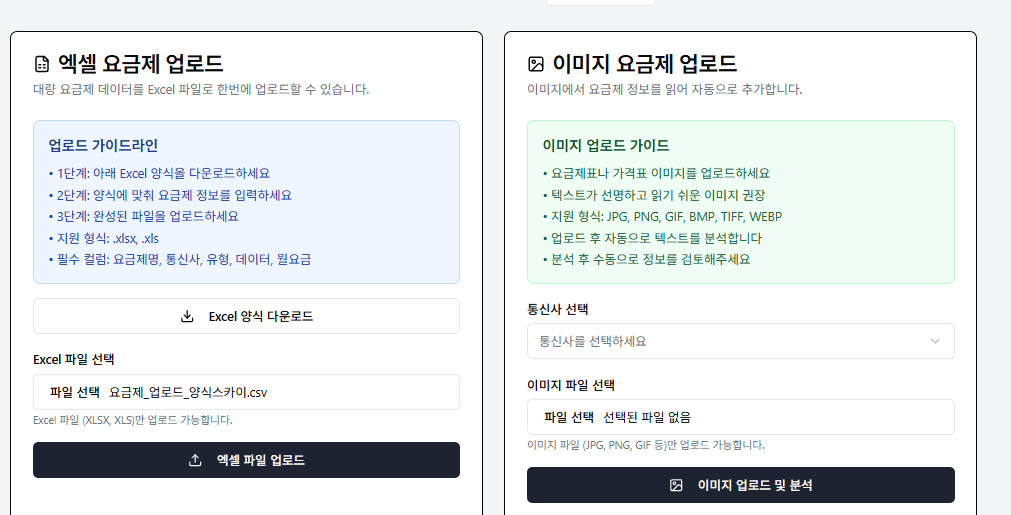 엑셀 요금제 업로드
대량 요금제 데이터를 Excel 파일로 한번에 업로드할 수 있습니다.
업로드 가이드라인
• 1단계: 아래 Excel 양식을 다운로드하세요
• 2단계: 양식에 맞춰 요금제 정보를 입력하세요
• 3단계: 완성된 파일을 업로드하세요
• 지원 형식: .xlsx, .xls
• 필수 컬럼: 요금제명, 통신사, 유형, 데이터, 월요금
Excel 양식 다운로드
Excel 파일 선택
파일 선택 요금제_업로드_양식스카이.csv
Excel 파일 (XLSX, XLS)만 업로드 가능합니다.
엑셀 파일 업로드
이미지 요금제 업로드
이미지에서 요금제 정보를 읽어 자동으로 추가합니다.
이미지 업로드 가이드
• 요금제표나 가격표 이미지를 업로드하세요
• 텍스트가 선명하고 읽기 쉬운 이미지 권장
• 지원 형식: JPG, PNG, GIF, BMP, TIFF, WEBP
• 업로드 후 자동으로 텍스트를 분석합니다
• 분석 후 수동으로 정보를 검토해주세요
통신사 선택
통신사를 선택하세요
이미지 파일 선택
파일 선택 선택된 파일 없음
이미지 파일 (JPG, PNG, GIF 등)만 업로드 가능합니다.
이미지 업로드 및 분석